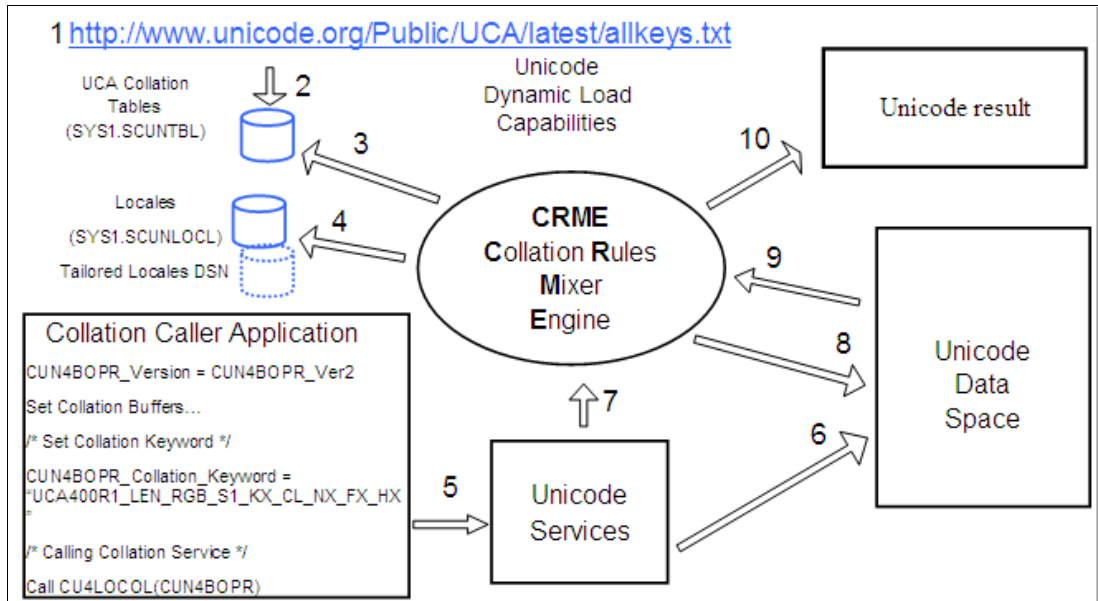 1 http://www.unicode.org/Public/UCA/latest/allkeys.txt
UCA Collation
Tables
(SYS1.SCUNTBL)
2
Unicode
Dynamic Load
Capabilities
Unicode result
3
10
Locales
(SYS1.SCUNLOCL)
Tailored Locales DSN
4
CRME
Collation Rules
Mixer
Engine
9
8
Unicode
Data
Space
Collation Caller Application
CUN4BOPR_Version = CUN4BOPR_Ver2
Set Collation Buffers...
/* Set Collation Keyword */
CUN4BOPR_Collation_Keyword =
"UCA400R1_LEN_RGB_S1_KX_CL_NX_FX_HX
"
/* Calling Collation Service */
Call CU4LOCOL(CUN4BOPR)
5
7
6
Unicode
Services